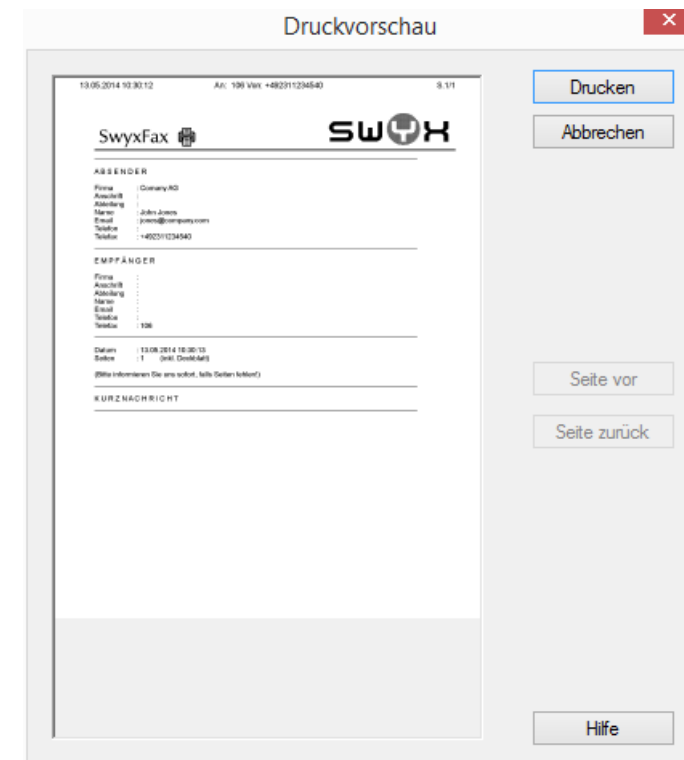 Druckvorschau
13.05.2014 10:30:12 An: 106 Von: +492311234540 S.1/1
SwyxFax swyx
ABSENDER
Firma : Comany AG
Anschrift :
Abteilung :
Name : John Jones
Email : jones@company.com
Telefon :
Telefax : +492311234540
EMPFÄNGER
Firma :
Anschrift :
Abteilung :
Name :
Email :
Telefon :
Telefax : 106
Datum : 13.05.2014 10:30:13
Seiten : 1 (inkl. Deckblatt)
(Bitte informieren Sie uns sofort, falls Seiten fehlen!)
KURZNACHRICHT
Drucken
Abbrechen
Seite vor
Seite zurück
Hilfe